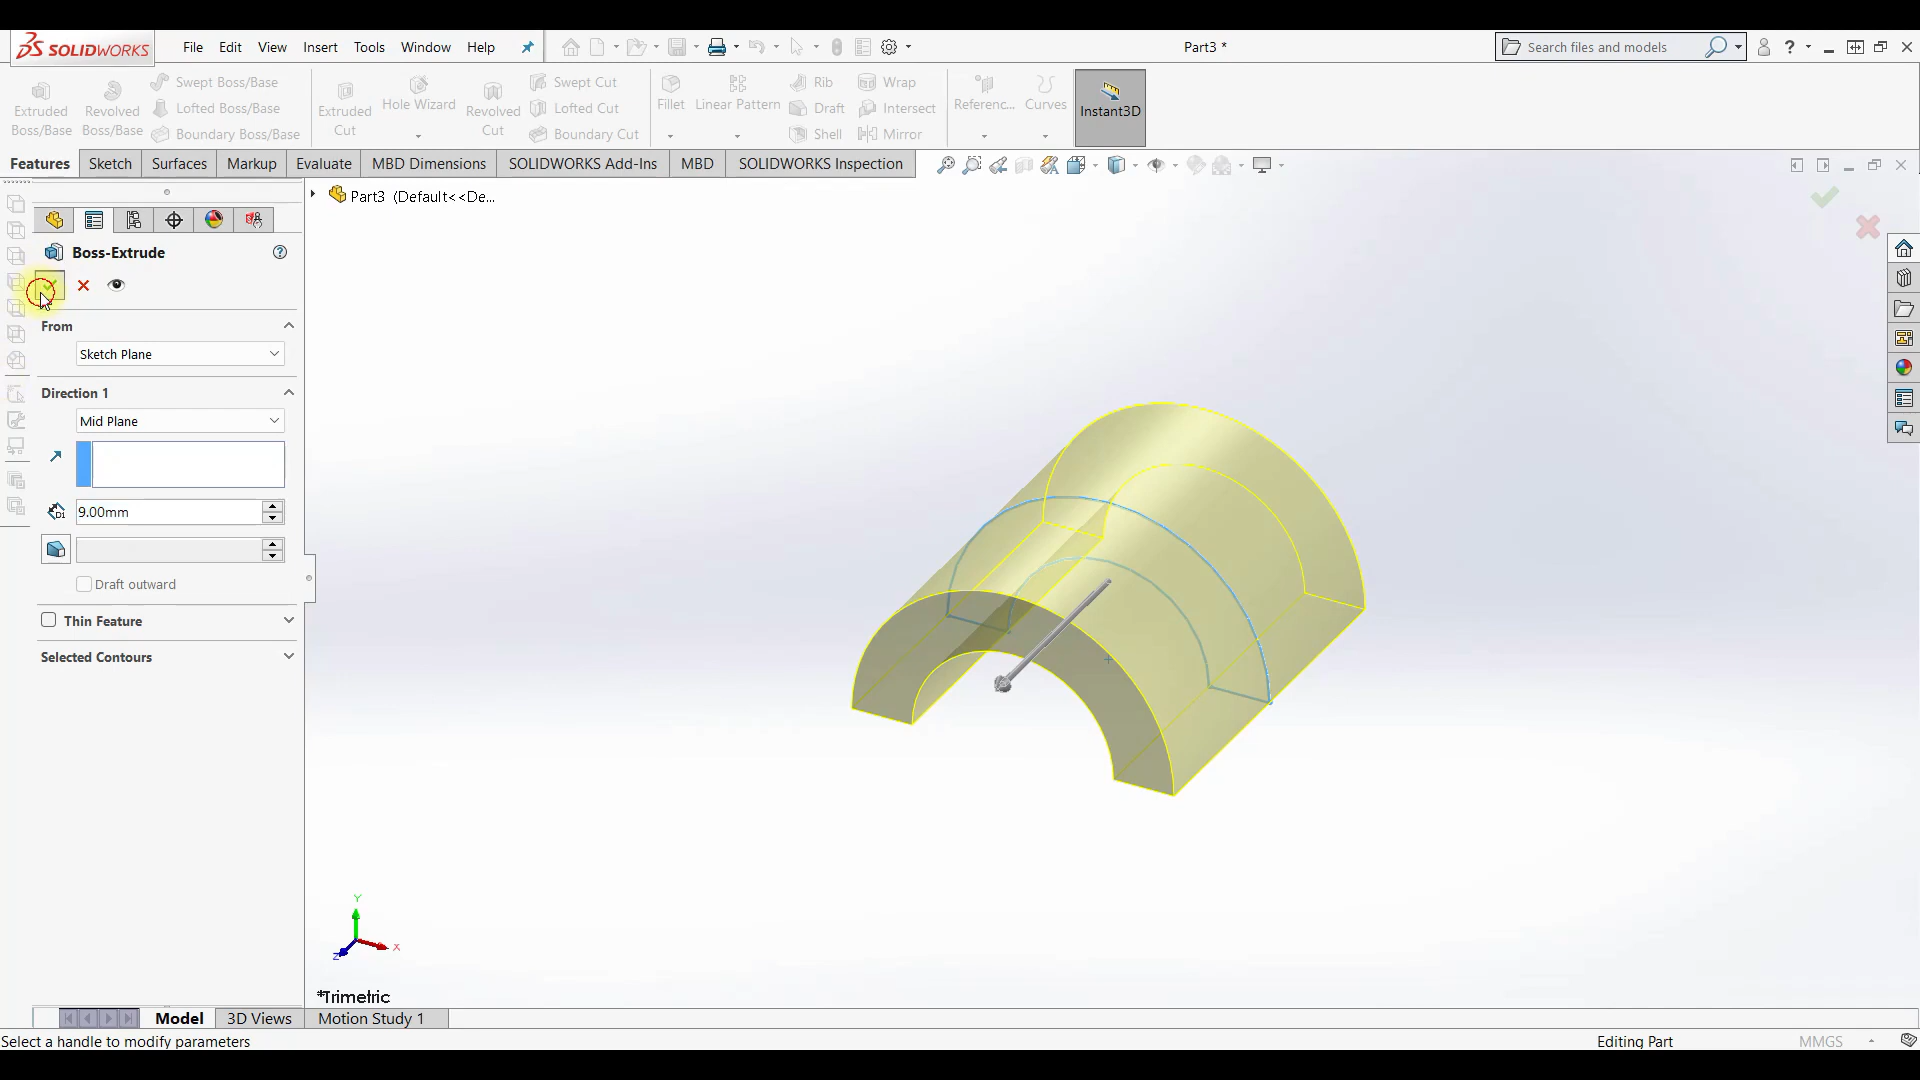 SOLIDWORKS File Edit View Insert Tools Window Help Part3 * Search files and models ?
Extruded Boss/Base
Revolved Boss/Base
Swept Boss/Base
Lofted Boss/Base
Boundary Boss/Base
Extruded Cut
Hole Wizard
Revolved Cut
Swept Cut
Lofted Cut
Boundary Cut
Fillet
Linear Pattern
Rib
Draft
Shell
Wrap
Intersect
Mirror
Referenc...
Curves
Instant3D
Features Sketch Surfaces Markup Evaluate MBD Dimensions SOLIDWORKS Add-Ins MBD SOLIDWORKS Inspection
Part3 (Default<<De...
Boss-Extrude
From
Sketch Plane
Direction 1
Mid Plane
D1
9.00mm
Draft outward
Thin Feature
Selected Contours
Y
X
Z
*Trimetric
Model 3D Views Motion Study 1
Select a handle to modify parameters Editing Part MMGS